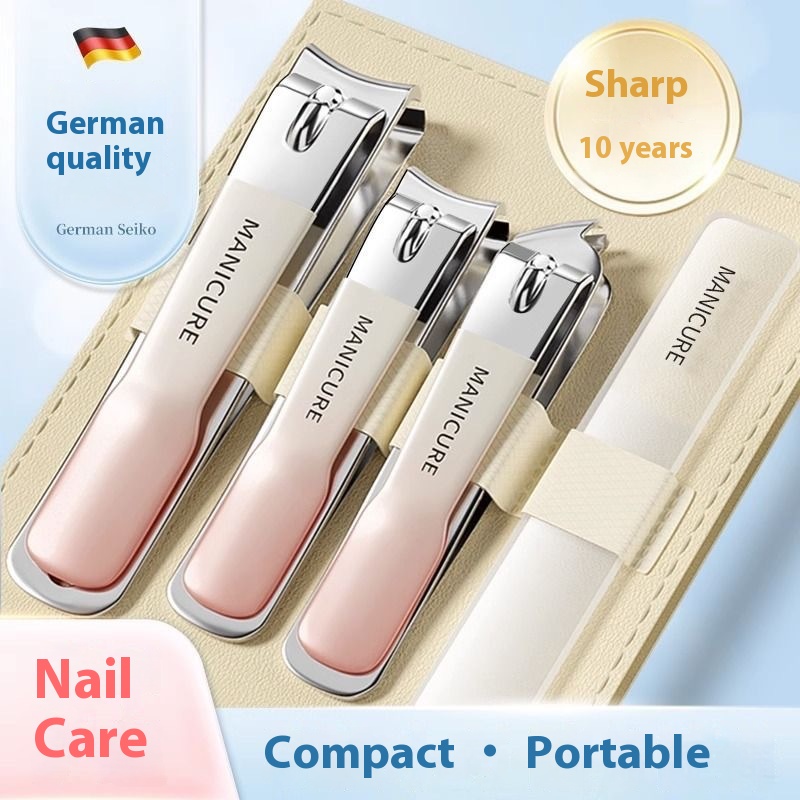 German
quality
German Seiko
Sharp
10 years
MANICURE
MANICURE
MANICURE
MANICURE
Nail
Care
Compact • Portable